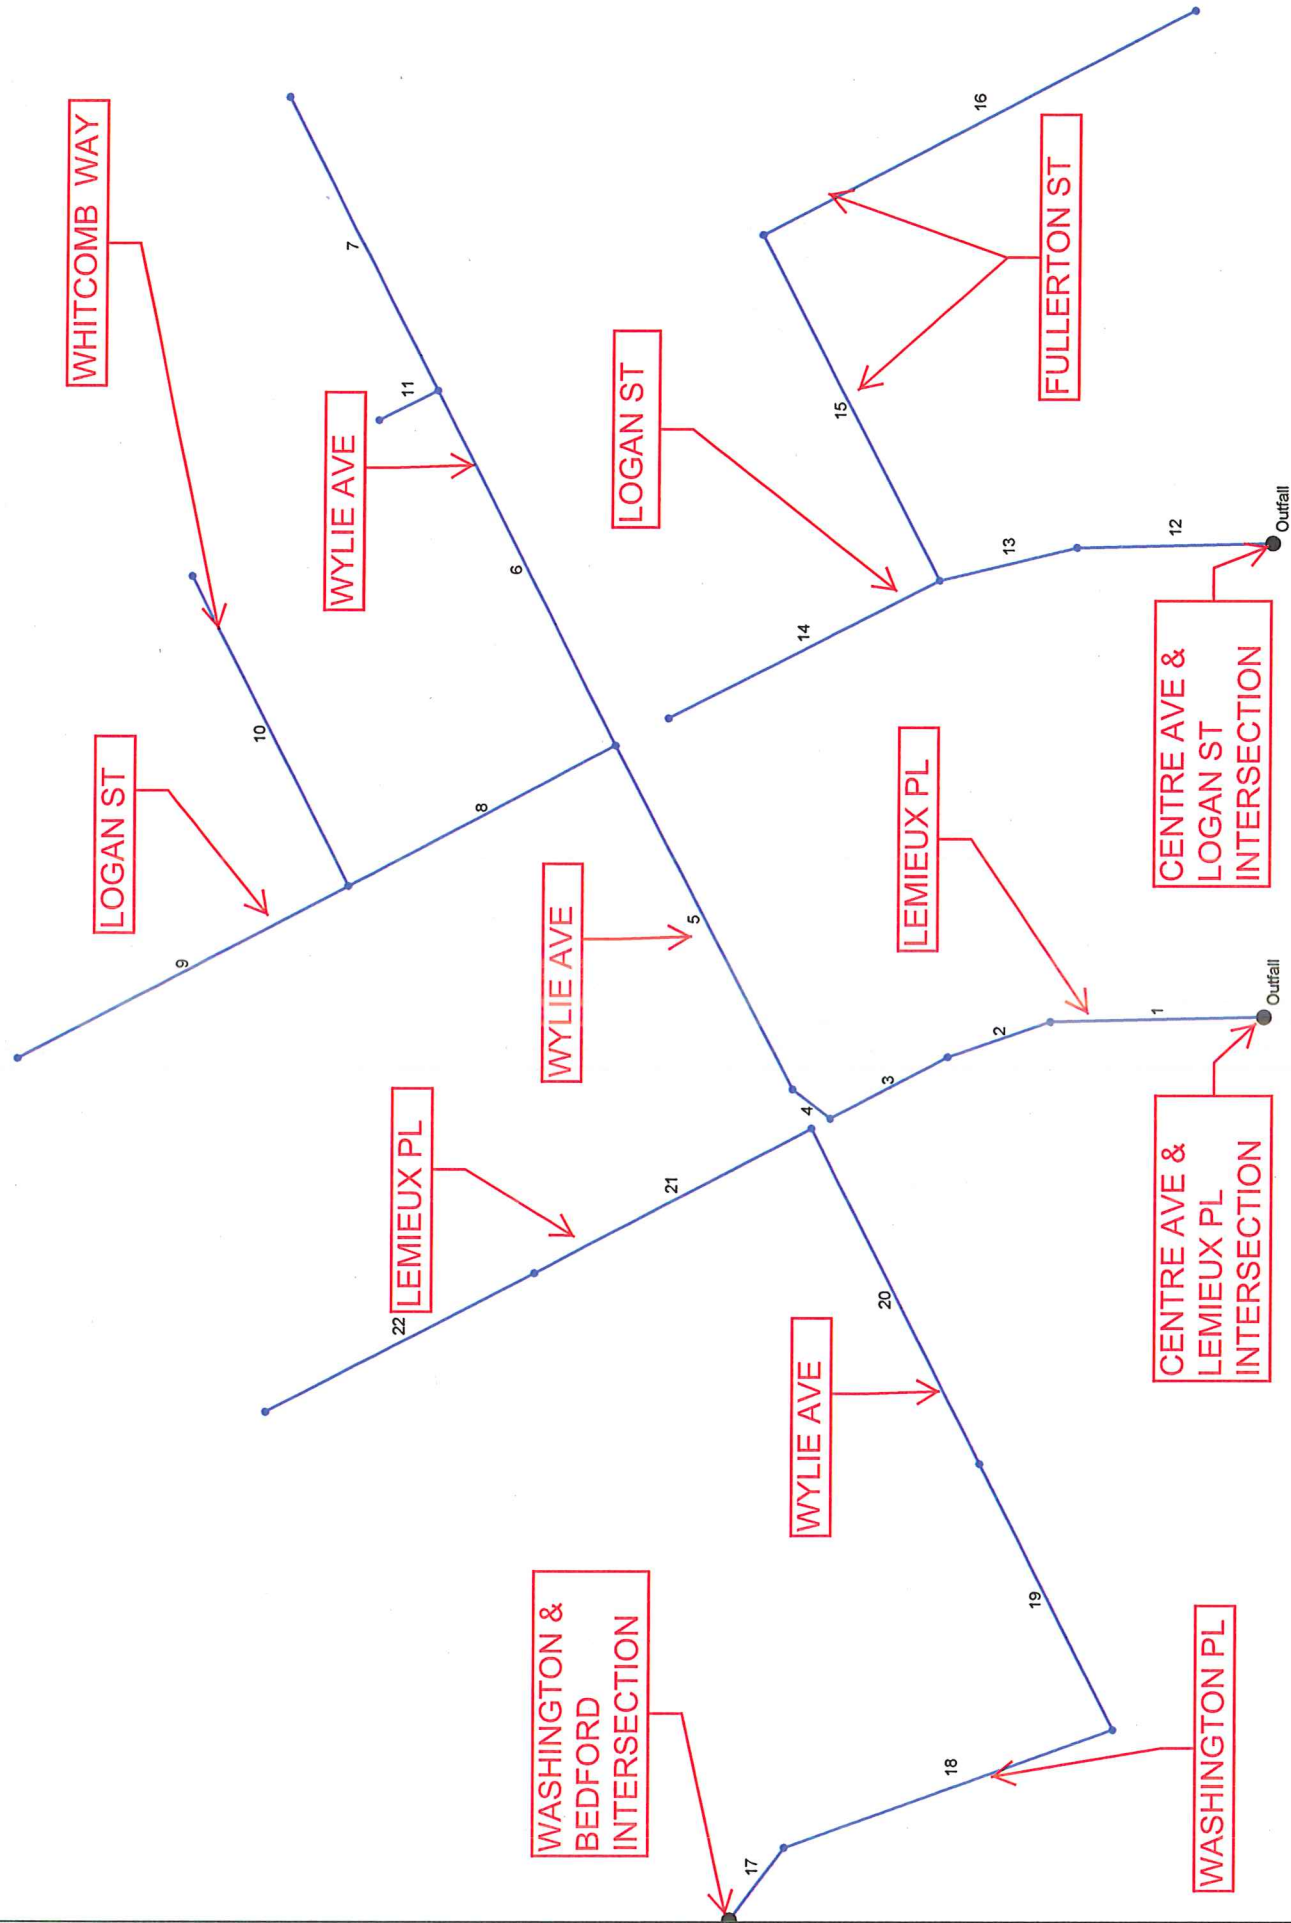 WHITCOMB WAY
7
16
11
WYLIE AVE
FULLERTON ST
LOGAN ST
15
6
13
12
Outfall
10
14
LOGAN ST
8
CENTRE AVE &
LOGAN ST
INTERSECTION
9
WYLIE AVE
5
LEMIEUX PL
Outfall
1
2
3
4
LEMIEUX PL
21
CENTRE AVE &
LEMIEUX PL
INTERSECTION
22
20
WYLIE AVE
19
WASHINGTON &
BEDFORD
INTERSECTION
18
WASHINGTON PL
17